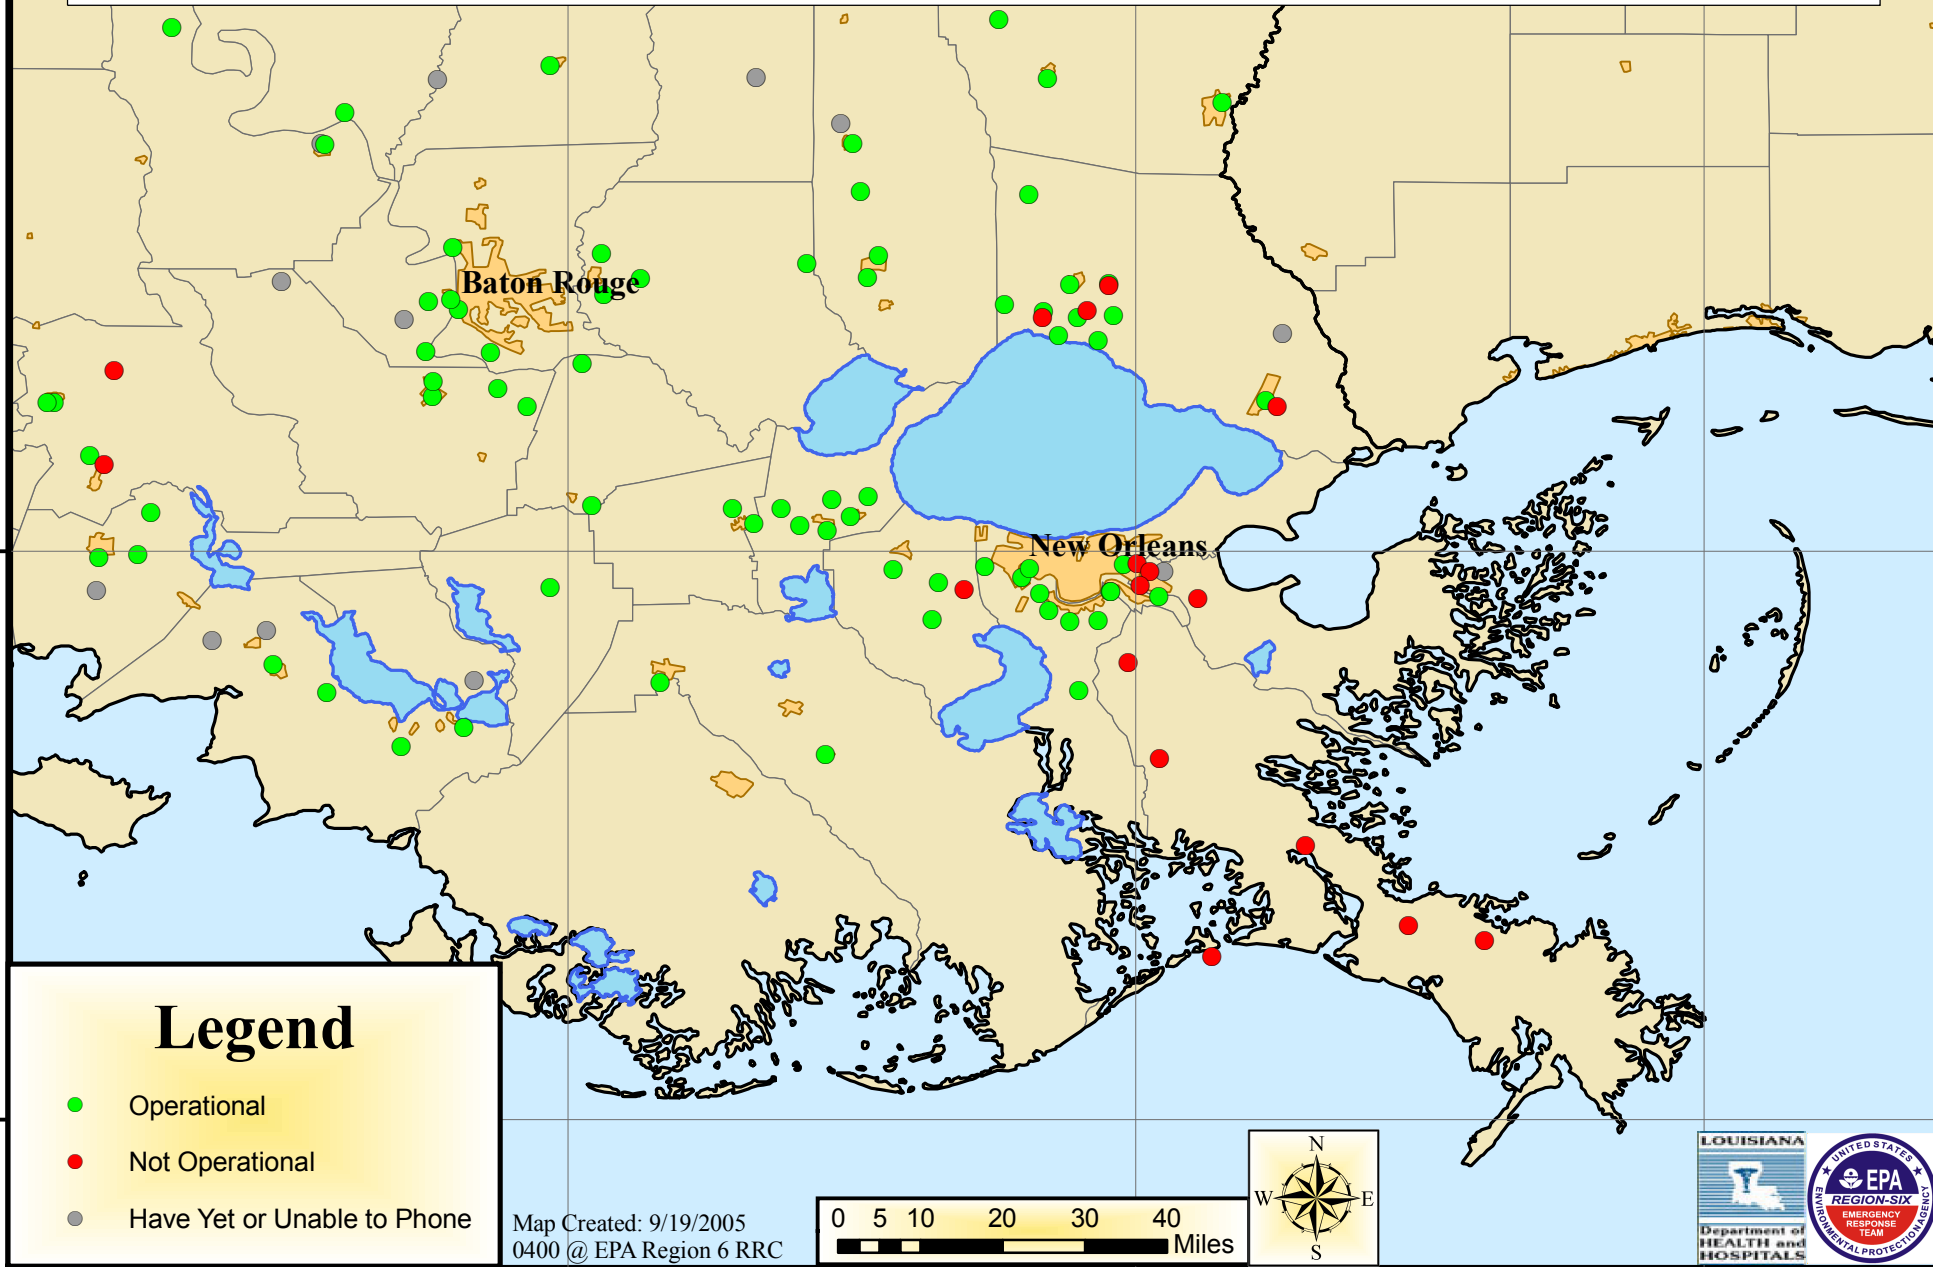 Baton Rouge
New Orleans
Legend
Operational
Not Operational
Have Yet or Unable to Phone
Map Created: 9/19/2005
0400 @ EPA Region 6 RRC
0 5 10 20 30 40
Miles
N
W E
S
LOUISIANA
Department of
HEALTH and
HOSPITALS
UNITED STATES
EPA
REGION-SIX
EMERGENCY
RESPONSE
TEAM
ENVIRONMENTAL PROTECTION AGENCY